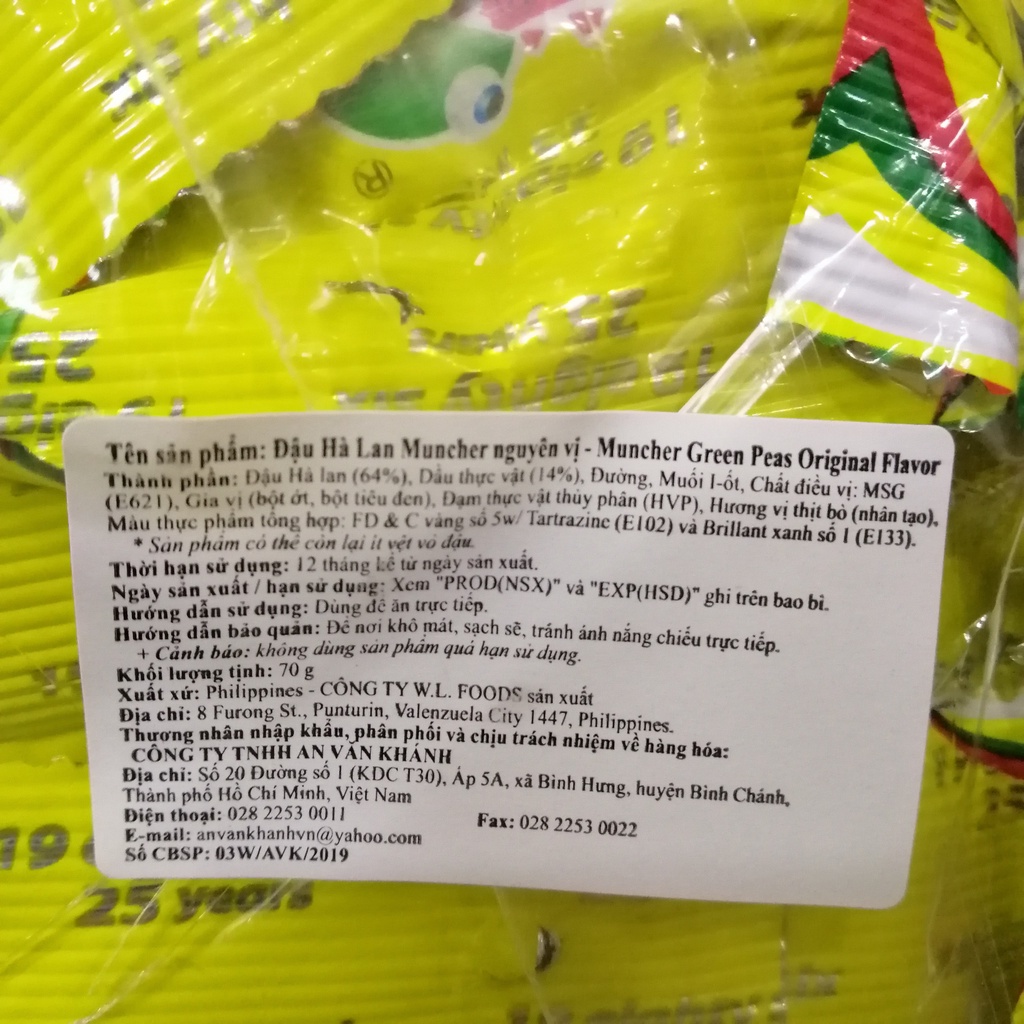 25 years
Tên sản phẩm: Đậu Hà Lan Muncher nguyên vị - Muncher Green Peas Original Flavor
Thành phần: Đậu Hà lan (64%), Dầu thực vật (14%), Đường, Muối I-ốt, Chất điều vị: MSG
(E621), Gia vị (bột ớt, bột tiêu đen), Đạm thực vật thủy phân (HVP), Hương vị thịt bò (nhân tạo),
Màu thực phẩm tổng hợp: FD & C vàng số 5w/ Tartrazine (E102) và Brillant xanh số 1 (E133).
* Sản phẩm có thể còn lại ít vệt vỏ đậu.
Thời hạn sử dụng: 12 tháng kể từ ngày sản xuất.
Ngày sản xuất / hạn sử dụng: Xem "PROD(NSX)" và "EXP(HSD)" ghi trên bao bì.
Hướng dẫn sử dụng: Dùng để ăn trực tiếp.
Hướng dẫn bảo quản: Để nơi khô mát, sạch sẽ, tránh ánh nắng chiếu trực tiếp.
+ Cảnh báo: không dùng sản phẩm quá hạn sử dụng.
Khối lượng tịnh: 70 g
Xuất xứ: Philippines - CÔNG TY W.L. FOODS sản xuất
Địa chỉ: 8 Furong St., Punturin, Valenzuela City 1447, Philippines.
Thương nhân nhập khẩu, phân phối và chịu trách nhiệm về hàng hóa:
CÔNG TY TNHH AN VĂN KHÁNH
Địa chỉ: Số 20 Đường số 1 (KDC T30), Ấp 5A, xã Bình Hưng, huyện Bình Chánh,
Thành phố Hồ Chí Minh, Việt Nam
Điện thoại: 028 2253 0011 Fax: 028 2253 0022
E-mail: anvankhanhvn@yahoo.com
Số CBSP: 03W/AVK/2019
19
25 years